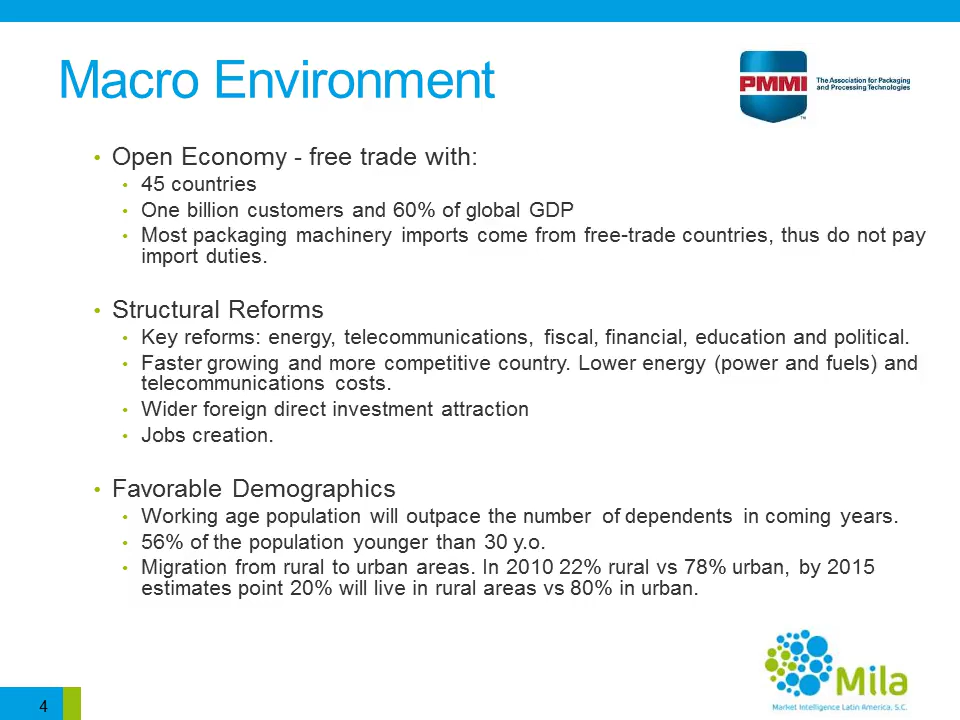 Macro Environment
PMMI
The Association for Packaging
and Processing Technologies
TM
• Open Economy - free trade with:
• 45 countries
• One billion customers and 60% of global GDP
• Most packaging machinery imports come from free-trade countries, thus do not pay
import duties.
• Structural Reforms
• Key reforms: energy, telecommunications, fiscal, financial, education and political.
• Faster growing and more competitive country. Lower energy (power and fuels) and
telecommunications costs.
• Wider foreign direct investment attraction
• Jobs creation.
• Favorable Demographics
• Working age population will outpace the number of dependents in coming years.
• 56% of the population younger than 30 y.o.
• Migration from rural to urban areas. In 2010 22% rural vs 78% urban, by 2015
estimates point 20% will live in rural areas vs 80% in urban.
Mila
Market Intelligence Latin America, S.C.
4